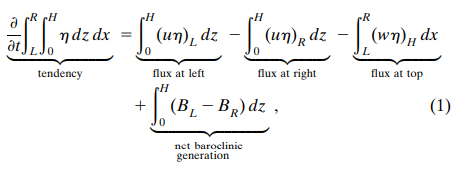 ∂/∂t ∫_L^R ∫_0^H η dz dx = ∫_0^H (uη)_L dz − ∫_0^H (uη)_R dz − ∫_L^R (wη)_H dx
tendency flux at left flux at right flux at top
+ ∫_0^H (B_L − B_R) dz , (1)
net baroclinic
generation